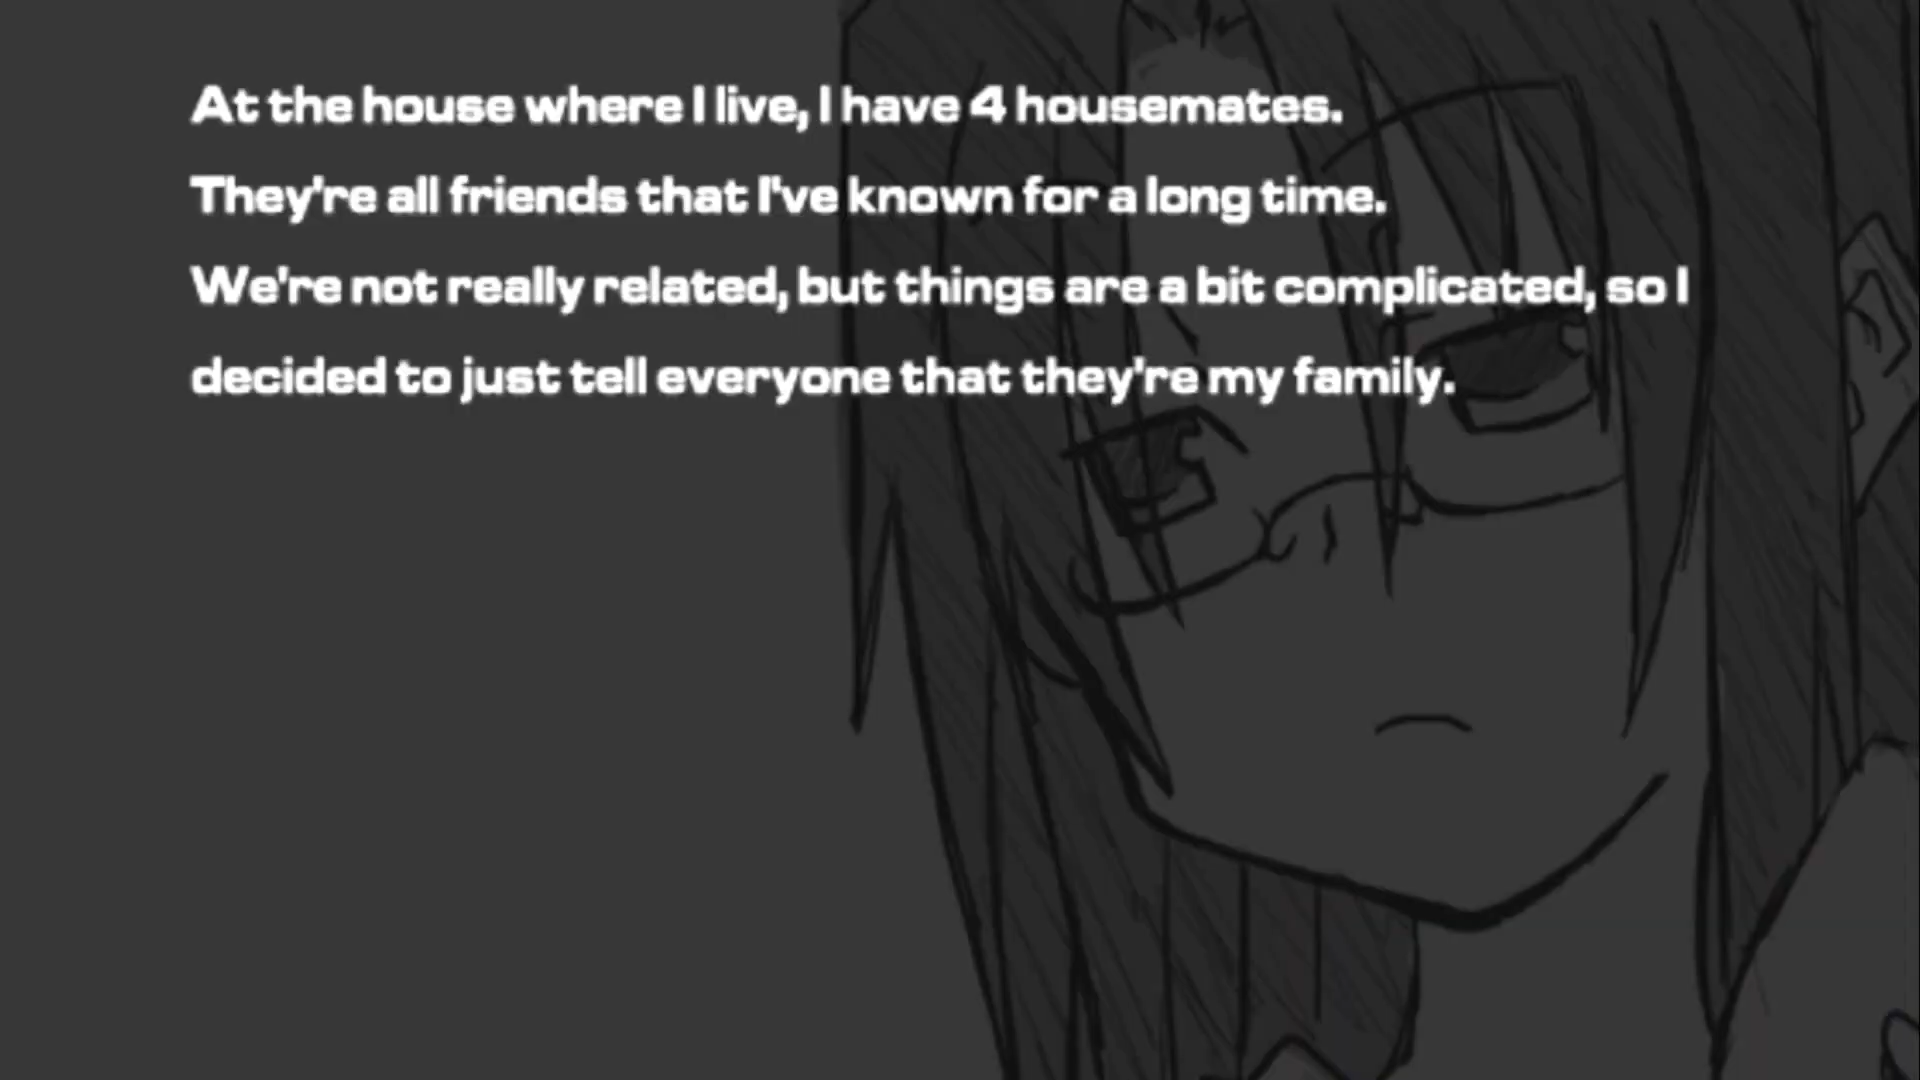 At the house where I live, I have 4 housemates.
They're all friends that I've known for a long time.
We're not really related, but things are a bit complicated, so I
decided to just tell everyone that they're my family.